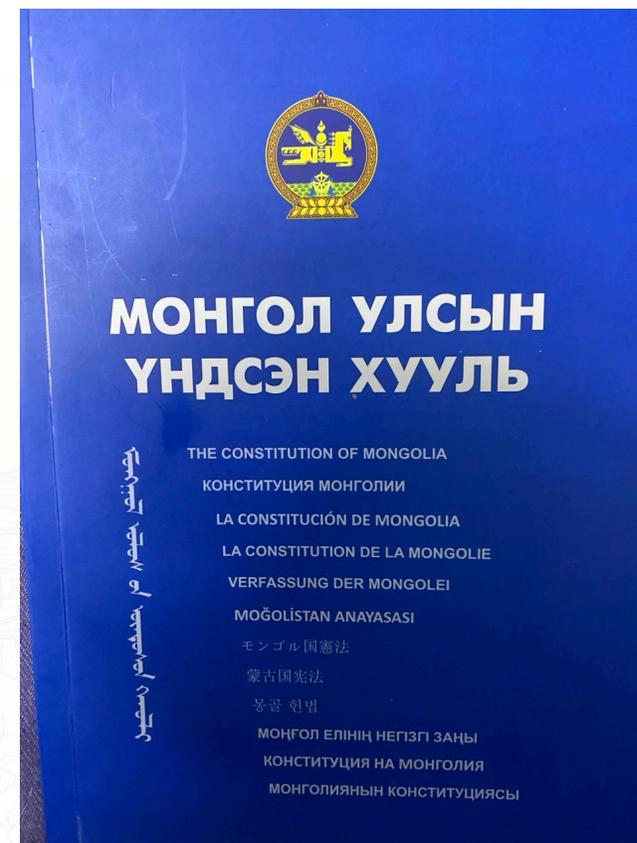 МОНГОЛ УЛСЫН
ҮНДСЭН ХУУЛЬ
THE CONSTITUTION OF MONGOLIA
КОНСТИТУЦИЯ МОНГОЛИИ
LA CONSTITUCIÓN DE MONGOLIA
LA CONSTITUTION DE LA MONGOLIE
VERFASSUNG DER MONGOLEI
MOĞOLİSTAN ANAYASASI
モンゴル国憲法
蒙古国宪法
몽골 헌법
МОҢҒОЛ ЕЛІНІҢ НЕГІЗГІ ЗАҢЫ
КОНСТИТУЦИЯ НА МОНГОЛИЯ
МОНГОЛИЯНЫН КОНСТИТУЦИЯСЫ